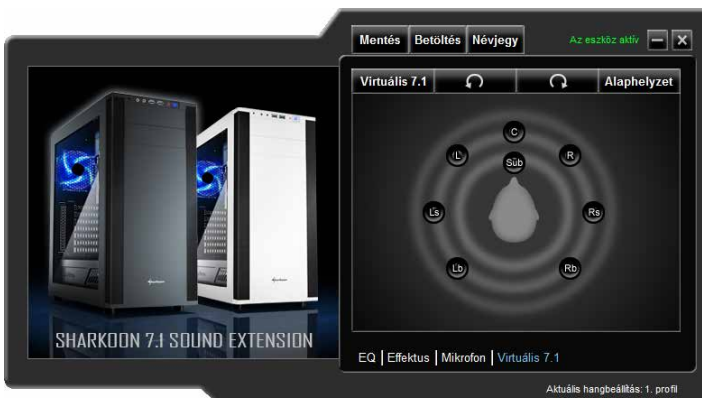 Mentés Betöltés Névjegy
Az eszköz aktív
Virtuális 7.1 Alaphelyzet
C
L R
Sub
Ls Rs
Lb Rb
SHARKOON 7.1 SOUND EXTENSION
EQ Effektus Mikrofon Virtuális 7.1
Aktuális hangbeállítás: 1. profil